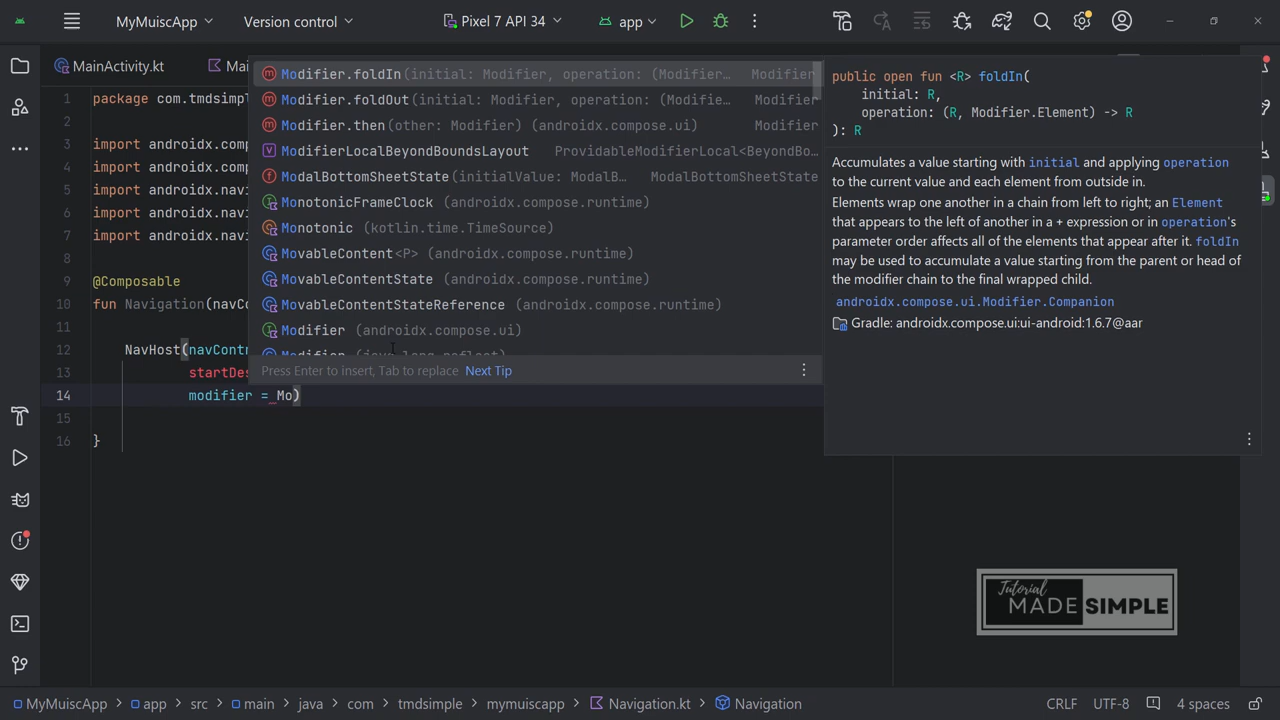 MyMuiscApp Version control Pixel 7 API 34 app
MainActivity.kt Mai
1 package com.tmdsimpl
2
3 import androidx.comp
4 import androidx.comp
5 import androidx.navi
6 import androidx.navi
7 import androidx.navi
8
9 @Composable
10 fun Navigation(navCo
11
12 NavHost(navContr
13 startDes
14 modifier = Mo)
15
16 }
Modifier.foldIn(initial: Modifier, operation: (Modifier… Modifier
Modifier.foldOut(initial: Modifier, operation: (Modifie… Modifier
Modifier.then(other: Modifier) (androidx.compose.ui) Modifier
ModifierLocalBeyondBoundsLayout ProvidableModifierLocal<BeyondBo…
ModalBottomSheetState(initialValue: ModalB… ModalBottomSheetState
MonotonicFrameClock (androidx.compose.runtime)
Monotonic (kotlin.time.TimeSource)
MovableContent<P> (androidx.compose.runtime)
MovableContentState (androidx.compose.runtime)
MovableContentStateReference (androidx.compose.runtime)
Modifier (androidx.compose.ui)
Modifier (java.lang.reflect)
Press Enter to insert, Tab to replace Next Tip
public open fun <R> foldIn(
initial: R,
operation: (R, Modifier.Element) -> R
): R
Accumulates a value starting with initial and applying operation
to the current value and each element from outside in.
Elements wrap one another in a chain from left to right; an Element
that appears to the left of another in a + expression or in operation's
parameter order affects all of the elements that appear after it. foldIn
may be used to accumulate a value starting from the parent or head of
the modifier chain to the final wrapped child.
androidx.compose.ui.Modifier.Companion
Gradle: androidx.compose.ui:ui-android:1.6.7@aar
Tutorial
MADE SIMPLE
MyMuiscApp app src main java com tmdsimple mymuiscapp Navigation.kt Navigation CRLF UTF-8 4 spaces